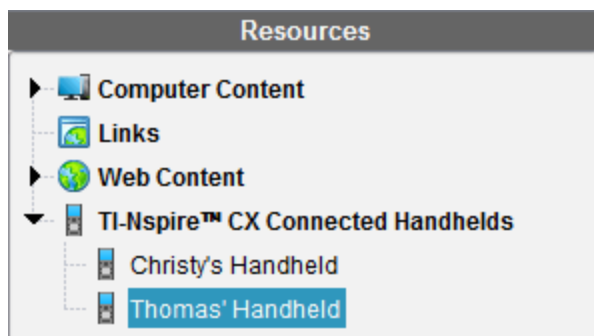 Resources
Computer Content
Links
Web Content
TI-Nspire™ CX Connected Handhelds
Christy's Handheld
Thomas' Handheld